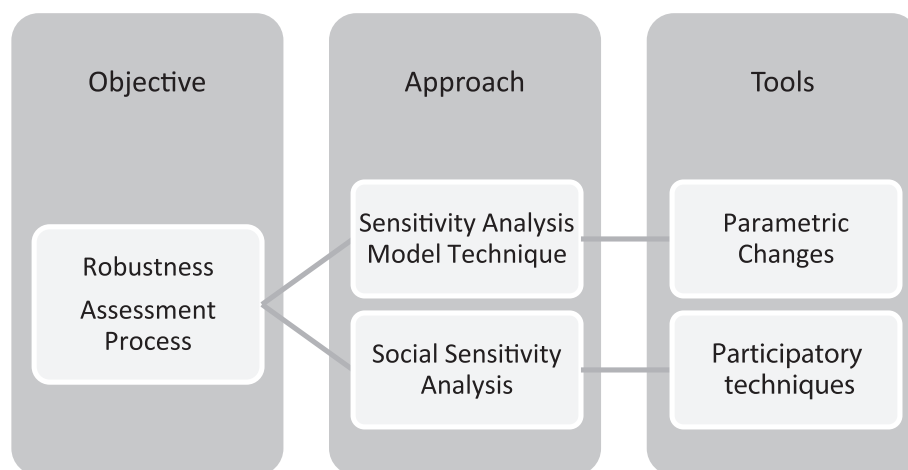 Objective
Robustness
Assessment
Process
Approach
Sensitivity Analysis
Model Technique
Social Sensitivity
Analysis
Tools
Parametric
Changes
Participatory
techniques